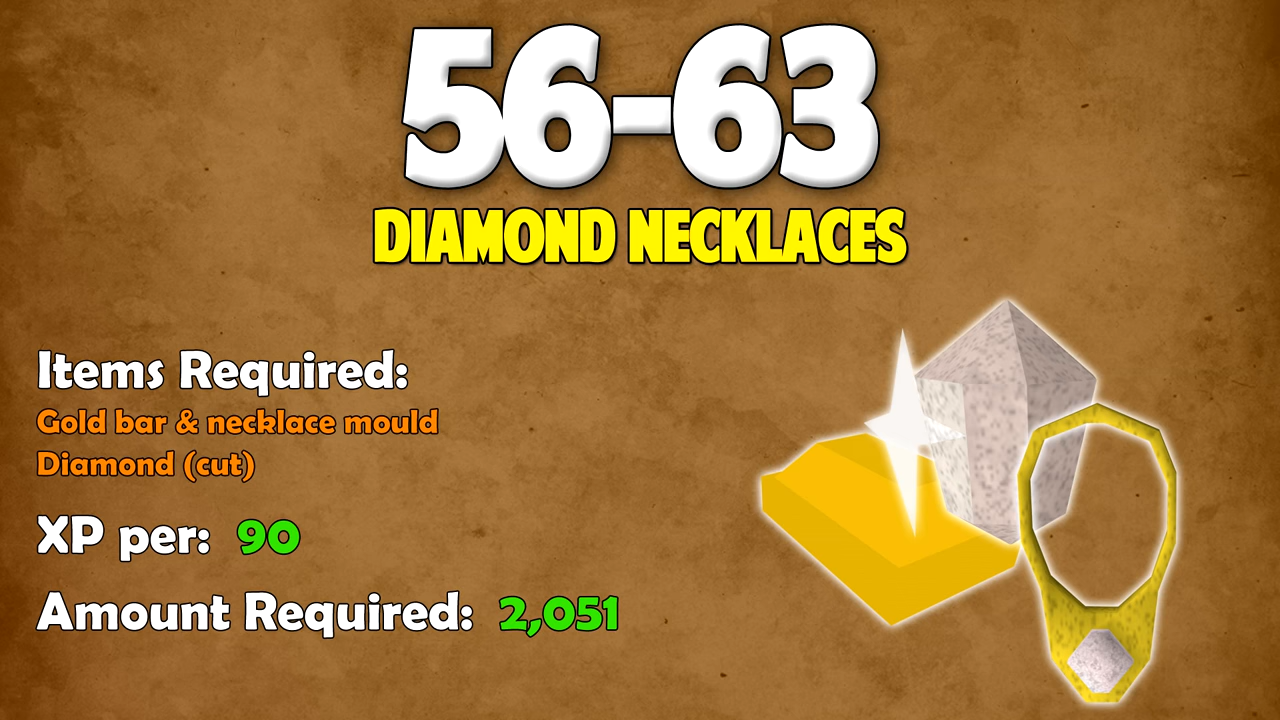 56-63
DIAMOND NECKLACES
Items Required:
Gold bar & necklace mould
Diamond (cut)
XP per: 90
Amount Required: 2,051